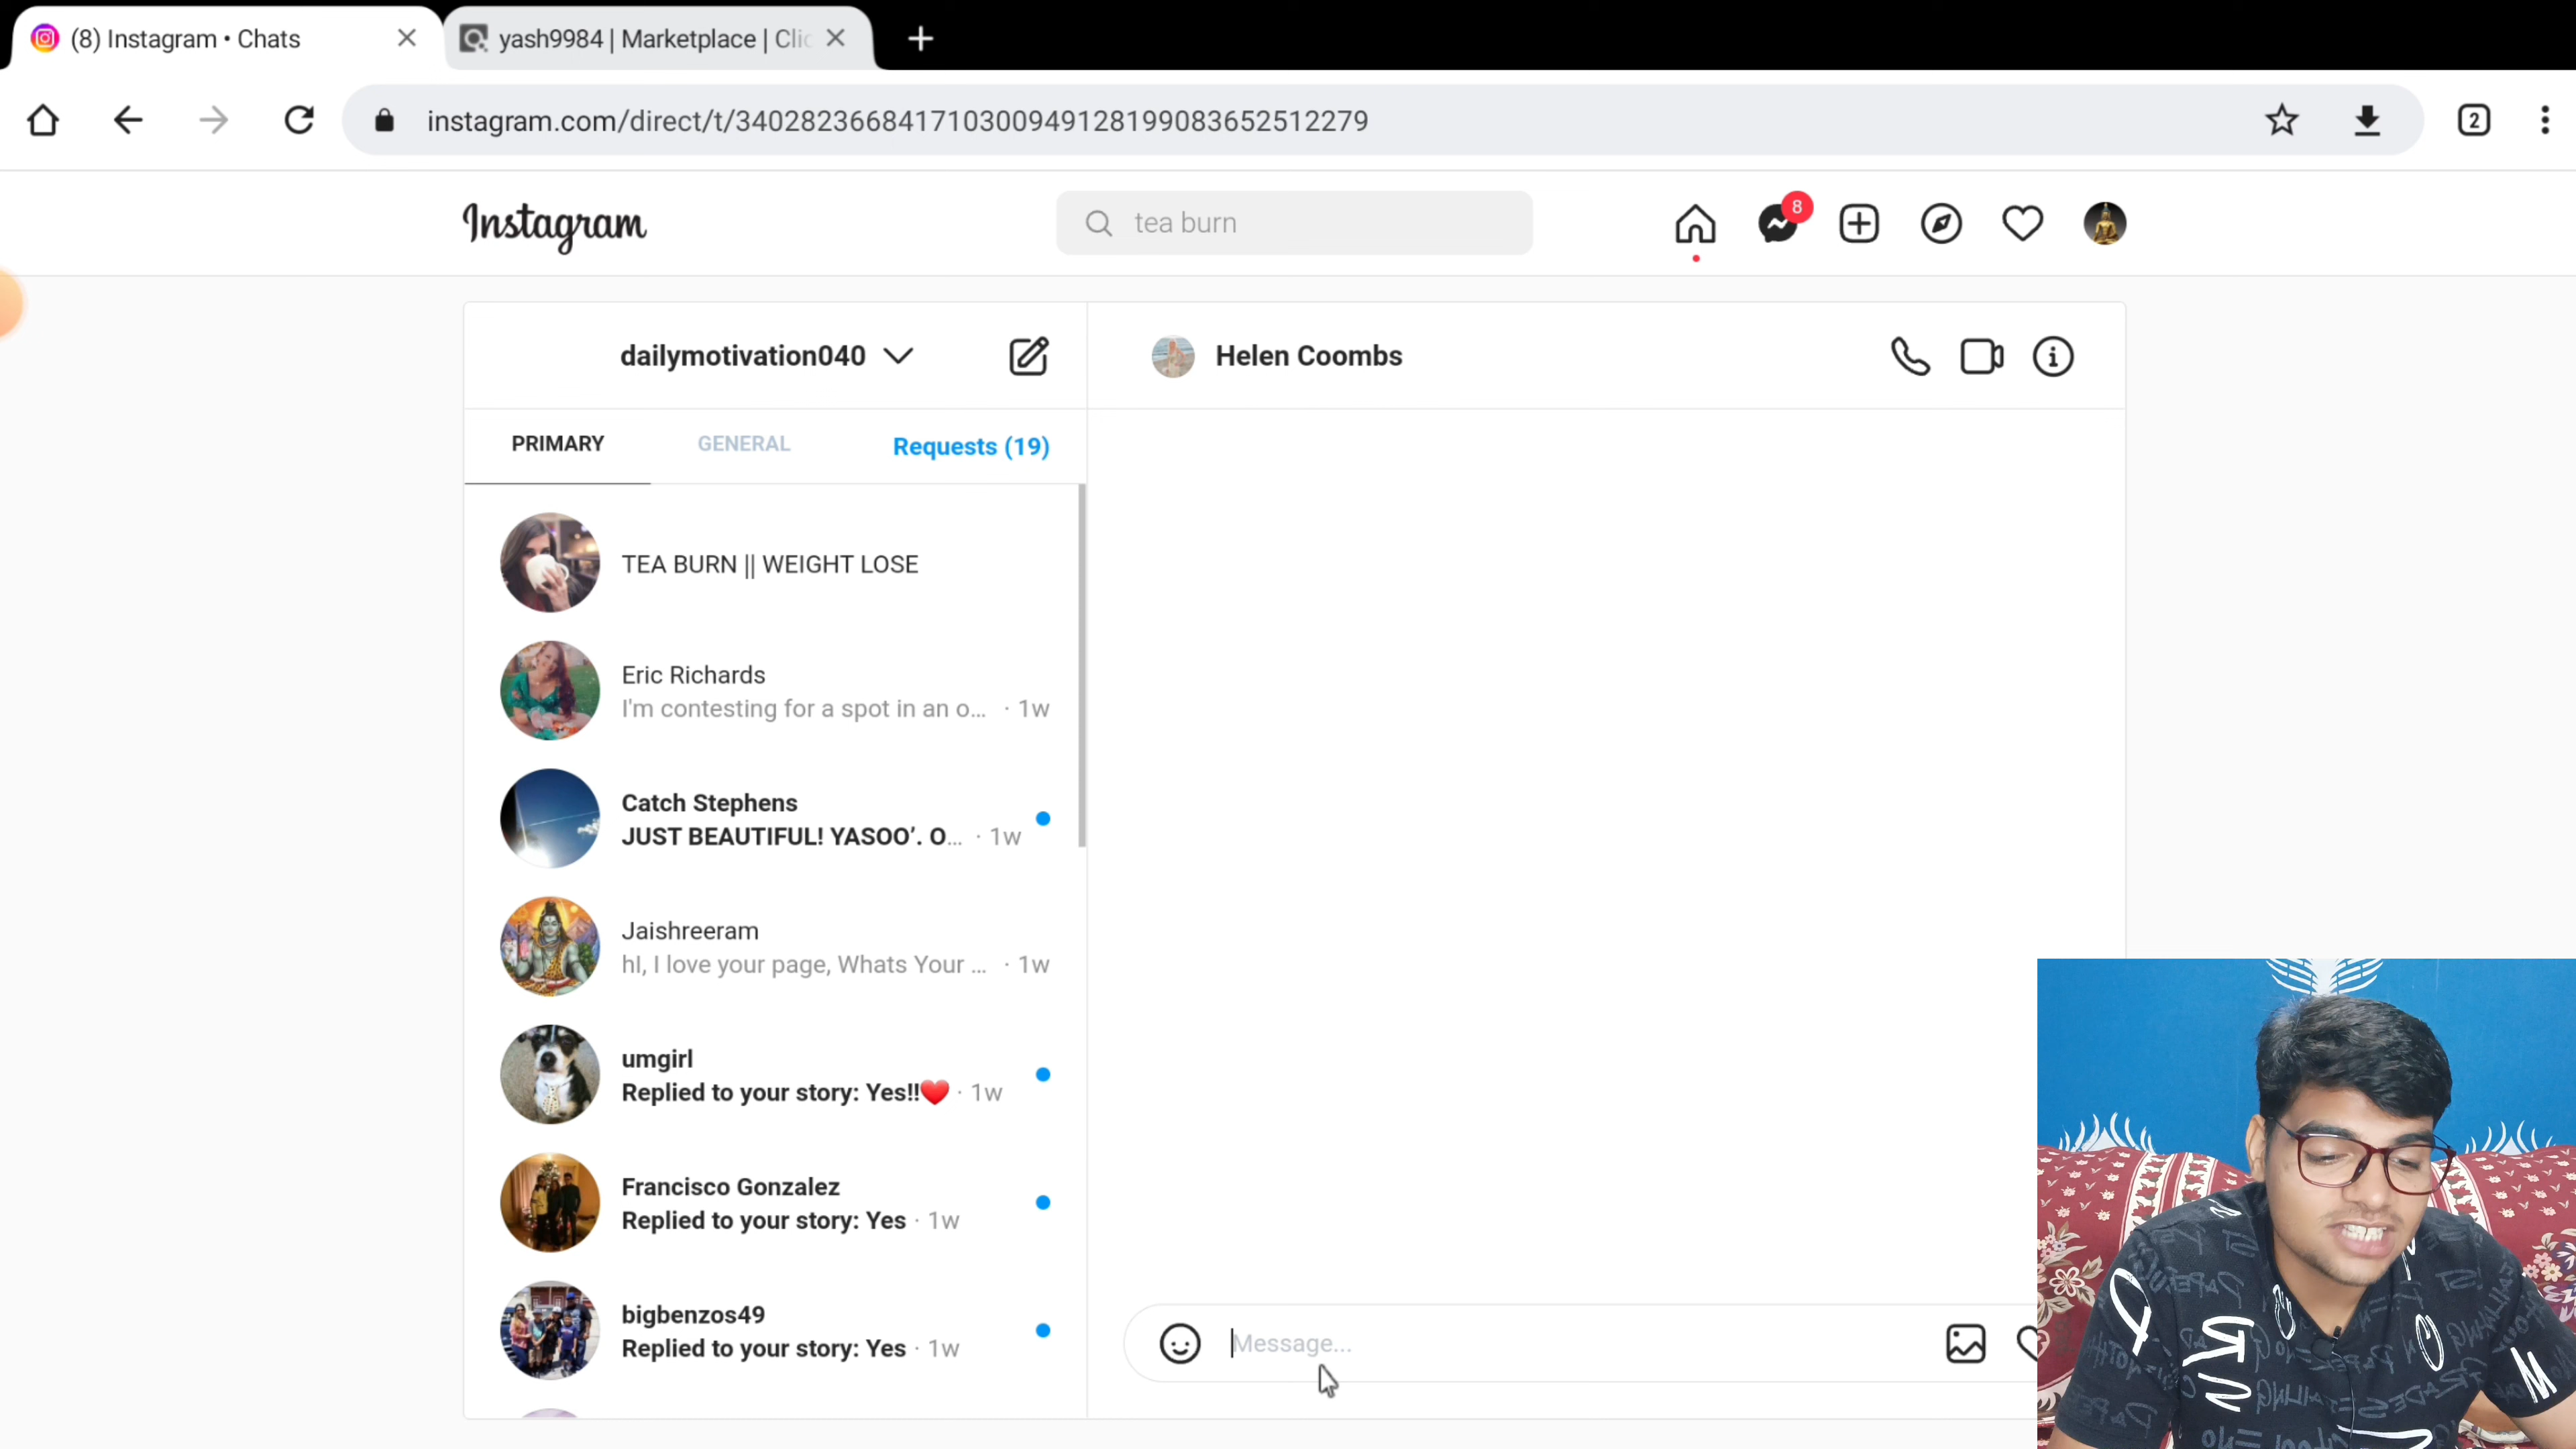 (8) Instagram • Chats
yash9984 | Marketplace | Clic
instagram.com/direct/t/340282366841710300949128199083652512279
2
Instagram
tea burn
8
dailymotivation040
Helen Coombs
PRIMARY
GENERAL
Requests (19)
TEA BURN || WEIGHT LOSE
Eric Richards
I'm contesting for a spot in an o... · 1w
Catch Stephens
JUST BEAUTIFUL! YASOO’. O... · 1w
Jaishreeram
hI, I love your page, Whats Your ... · 1w
umgirl
Replied to your story: Yes!!❤️ · 1w
Francisco Gonzalez
Replied to your story: Yes · 1w
bigbenzos49
Replied to your story: Yes · 1w
Message...